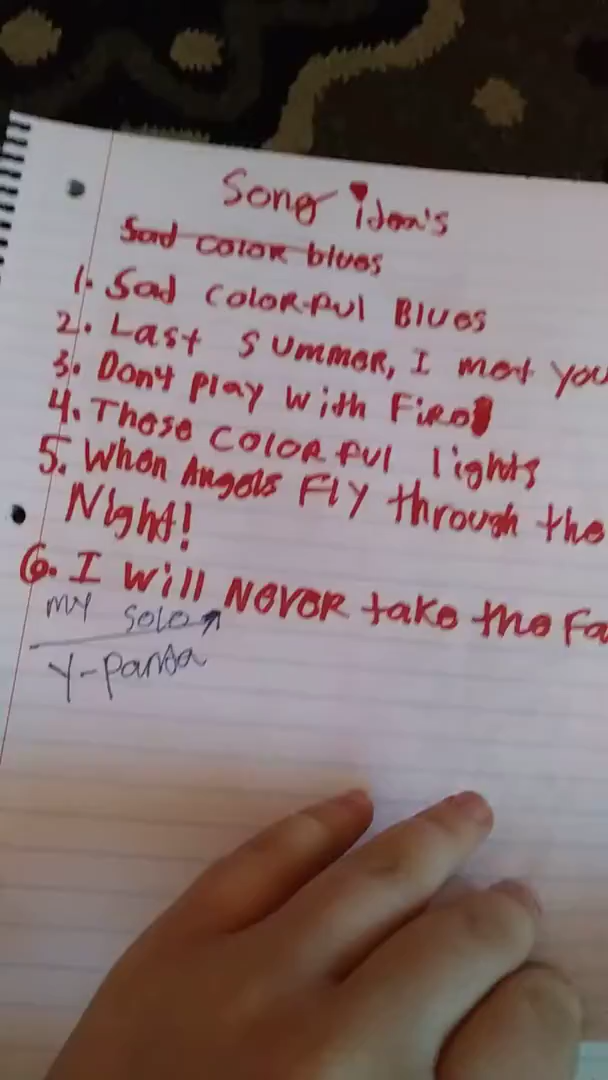 Song idea's
Sad color blues
1. Sad Colorful Blues
2. Last summer, I met you
3. Don't play with Fire
4. These colorful lights
5. When Angels Fly through the
Night!
6. I will Never take the Fa
my solo
Y-panda